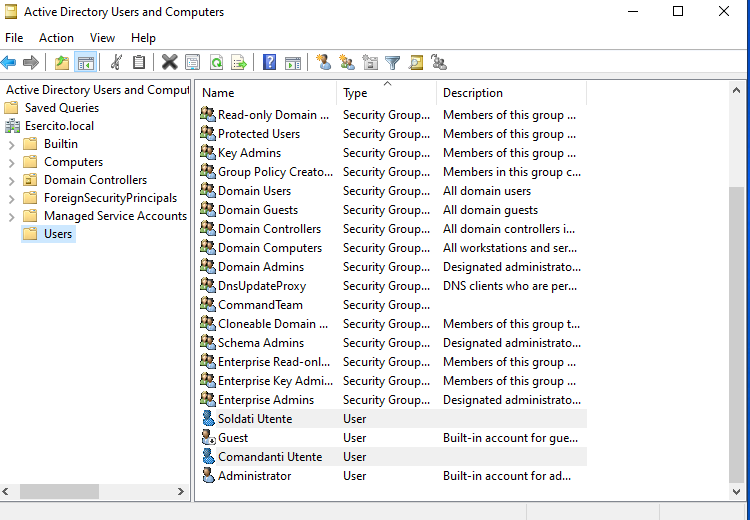 Active Directory Users and Computers
File Action View Help
Active Directory Users and Comput
Saved Queries
Esercito.local
Builtin
Computers
Domain Controllers
ForeignSecurityPrincipals
Managed Service Accounts
Users
Name Type Description
Read-only Domain ... Security Group... Members of this group ...
Protected Users Security Group... Members of this group ...
Key Admins Security Group... Members of this group ...
Group Policy Creato... Security Group... Members in this group c...
Domain Users Security Group... All domain users
Domain Guests Security Group... All domain guests
Domain Controllers Security Group... All domain controllers i...
Domain Computers Security Group... All workstations and ser...
Domain Admins Security Group... Designated administrato...
DnsUpdateProxy Security Group... DNS clients who are per...
CommandTeam Security Group...
Cloneable Domain ... Security Group... Members of this group t...
Schema Admins Security Group... Designated administrato...
Enterprise Read-onl... Security Group... Members of this group ...
Enterprise Key Admi... Security Group... Members of this group ...
Enterprise Admins Security Group... Designated administrato...
Soldati Utente User
Guest User Built-in account for gue...
Comandanti Utente User
Administrator User Built-in account for ad...